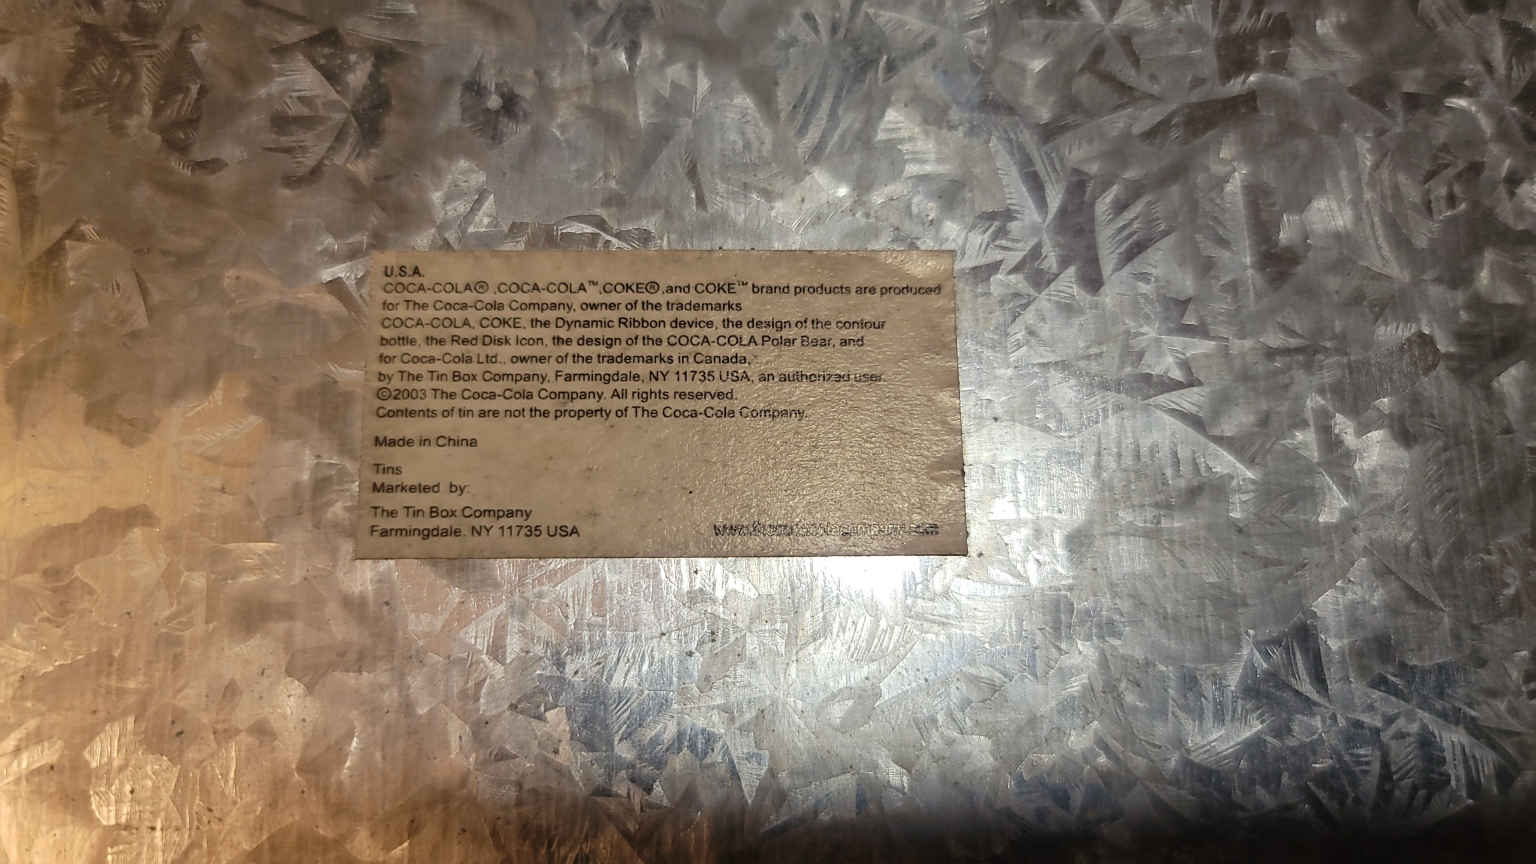 U.S.A.
COCA-COLA® ,COCA-COLA™,COKE®,and COKE™ brand products are produced
for The Coca-Cola Company, owner of the trademarks
COCA-COLA, COKE, the Dynamic Ribbon device, the design of the contour
bottle, the Red Disk Icon, the design of the COCA-COLA Polar Bear, and
for Coca-Cola Ltd., owner of the trademarks in Canada,
by The Tin Box Company, Farmingdale, NY 11735 USA, an authorized user.
©2003 The Coca-Cola Company. All rights reserved.
Contents of tin are not the property of The Coca-Cola Company.
Made in China
Tins
Marketed by:
The Tin Box Company
Farmingdale, NY 11735 USA